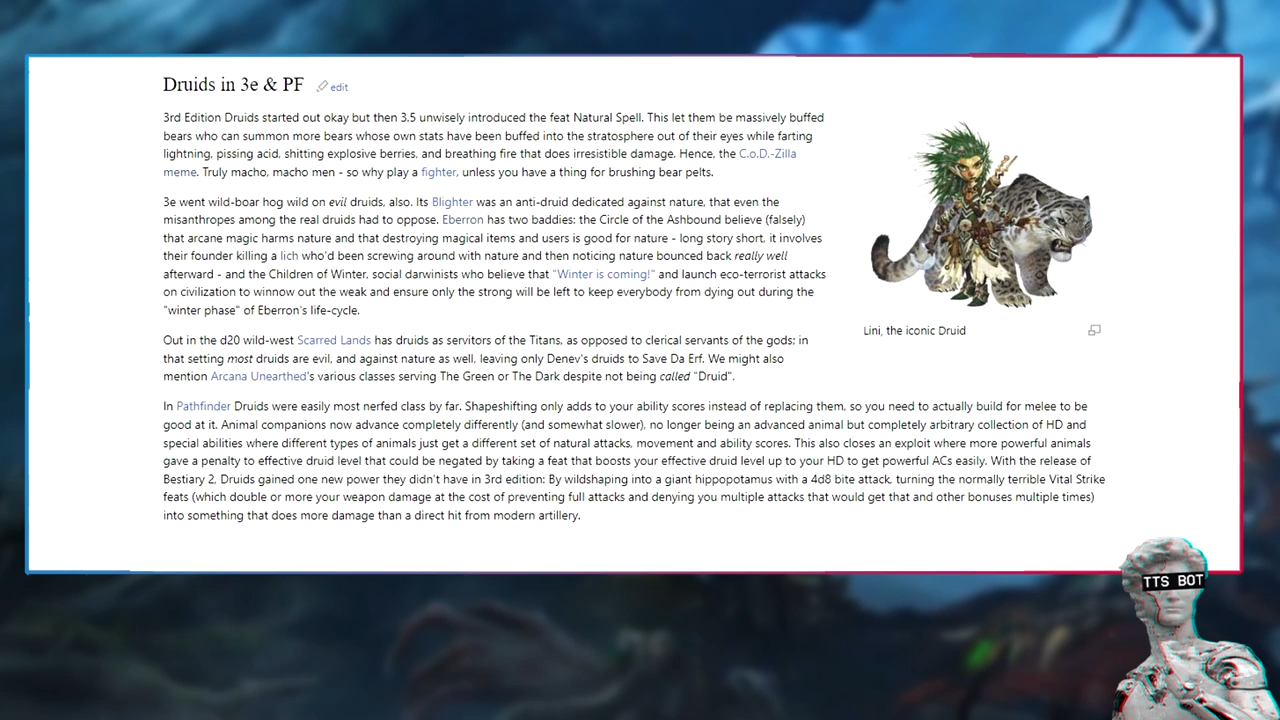 Druids in 3e & PF edit
3rd Edition Druids started out okay but then 3.5 unwisely introduced the feat Natural Spell. This let them be massively buffed
bears who can summon more bears whose own stats have been buffed into the stratosphere out of their eyes while farting
lightning, pissing acid, shitting explosive berries, and breathing fire that does irresistible damage. Hence, the C.o.D.-Zilla
meme. Truly macho, macho men - so why play a fighter, unless you have a thing for brushing bear pelts.
3e went wild-boar hog wild on evil druids, also. Its Blighter was an anti-druid dedicated against nature, that even the
misanthropes among the real druids had to oppose. Eberron has two baddies: the Circle of the Ashbound believe (falsely)
that arcane magic harms nature and that destroying magical items and users is good for nature - long story short, it involves
their founder killing a lich who'd been screwing around with nature and then noticing nature bounced back really well
afterward - and the Children of Winter, social darwinists who believe that "Winter is coming!" and launch eco-terrorist attacks
on civilization to winnow out the weak and ensure only the strong will be left to keep everybody from dying out during the
"winter phase" of Eberron's life-cycle.
Lini, the iconic Druid
Out in the d20 wild-west Scarred Lands has druids as servitors of the Titans, as opposed to clerical servants of the gods; in
that setting most druids are evil, and against nature as well, leaving only Denev's druids to Save Da Erf. We might also
mention Arcana Unearthed's various classes serving The Green or The Dark despite not being called "Druid".
In Pathfinder Druids were easily most nerfed class by far. Shapeshifting only adds to your ability scores instead of replacing them, so you need to actually build for melee to be
good at it. Animal companions now advance completely differently (and somewhat slower), no longer being an advanced animal but completely arbitrary collection of HD and
special abilities where different types of animals just get a different set of natural attacks, movement and ability scores. This also closes an exploit where more powerful animals
gave a penalty to effective druid level that could be negated by taking a feat that boosts your effective druid level up to your HD to get powerful ACs easily. With the release of
Bestiary 2, Druids gained one new power they didn't have in 3rd edition: By wildshaping into a giant hippopotamus with a 4d8 bite attack, turning the normally terrible Vital Strike
feats (which double or more your weapon damage at the cost of preventing full attacks and denying you multiple attacks that would get that and other bonuses multiple times)
into something that does more damage than a direct hit from modern artillery.
TTS BOT